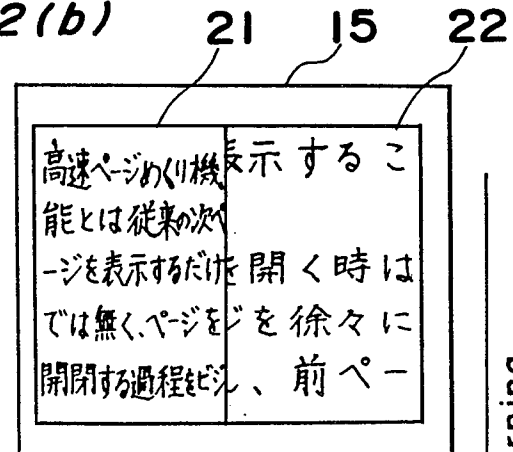 2(b)
21 15 22
高速ページめくり機
能とは従来の次ペ
ージを表示するだけ
では無く、ページを
開閉する過程をビジ
表示するこ
を開く時は
ジを徐々に
、前ペー
rning